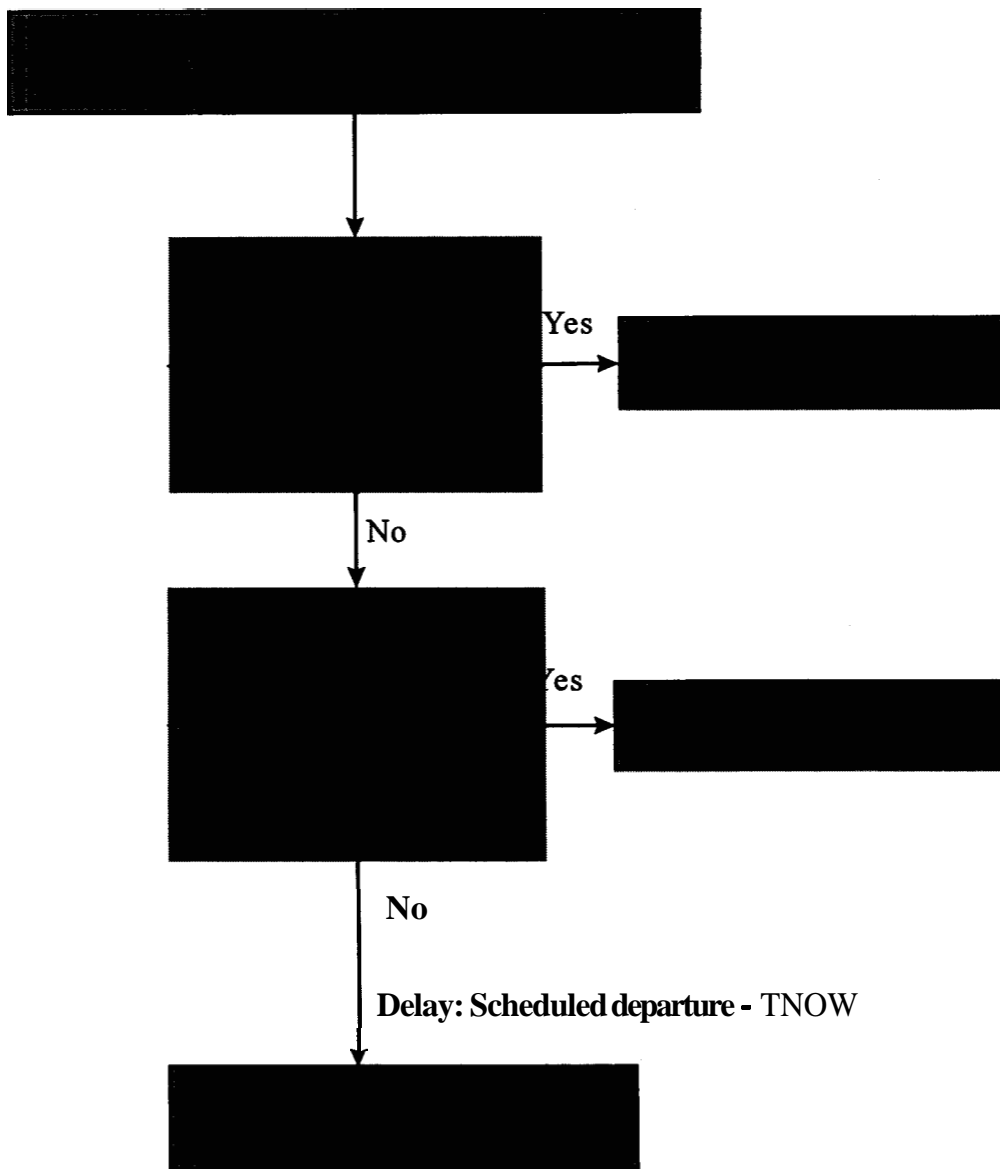 Yes
No
Yes
No
Delay: Scheduled departure - TNOW